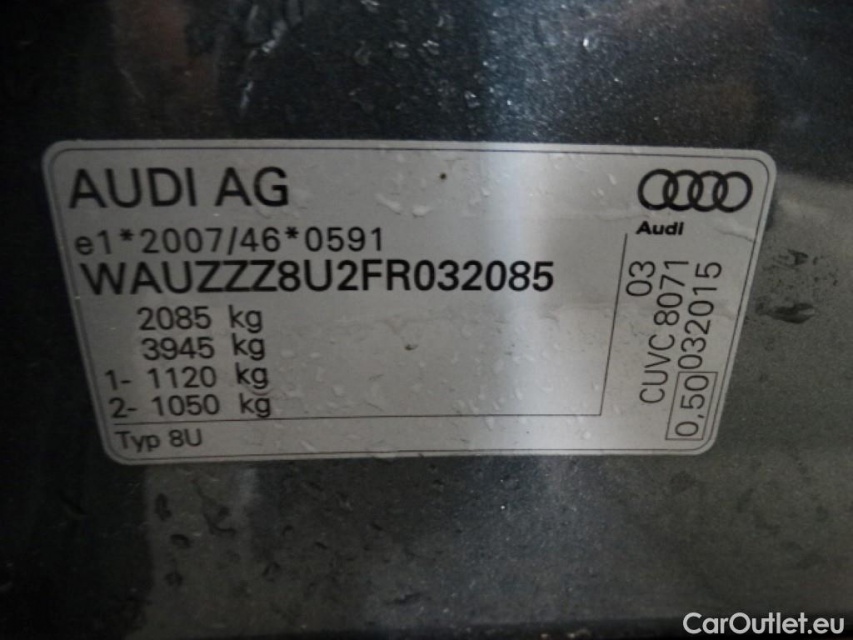 AUDI AG
Audi
e1*2007/46*0591
WAUZZZ8U2FR032085
2085 kg
3945 kg
1- 1120 kg
2- 1050 kg
Typ 8U
03
CUVC 8071
0,50 032015
CarOutlet.eu